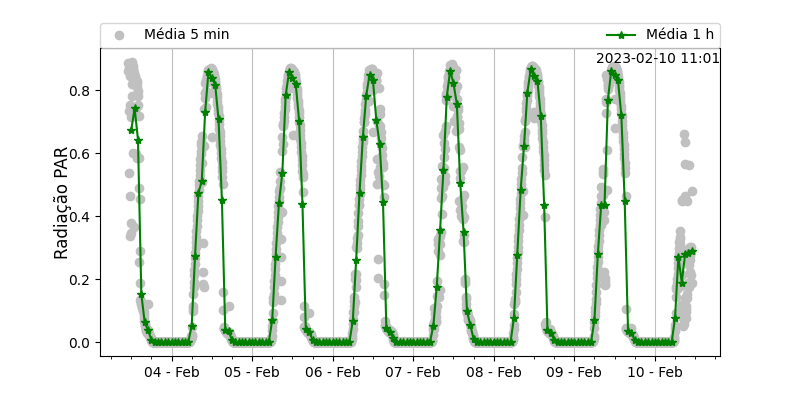 Média 5 min
Média 1 h
2023-02-10 11:01
Radiação PAR
0.8
0.6
0.4
0.2
0.0
04 - Feb
05 - Feb
06 - Feb
07 - Feb
08 - Feb
09 - Feb
10 - Feb